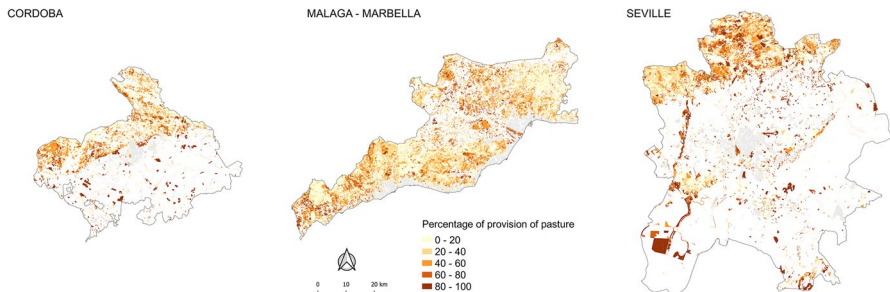 CORDOBA
MALAGA - MARBELLA
SEVILLE
Percentage of provision of pasture
0 - 20
20 - 40
40 - 60
60 - 80
80 - 100
0 10 20 km